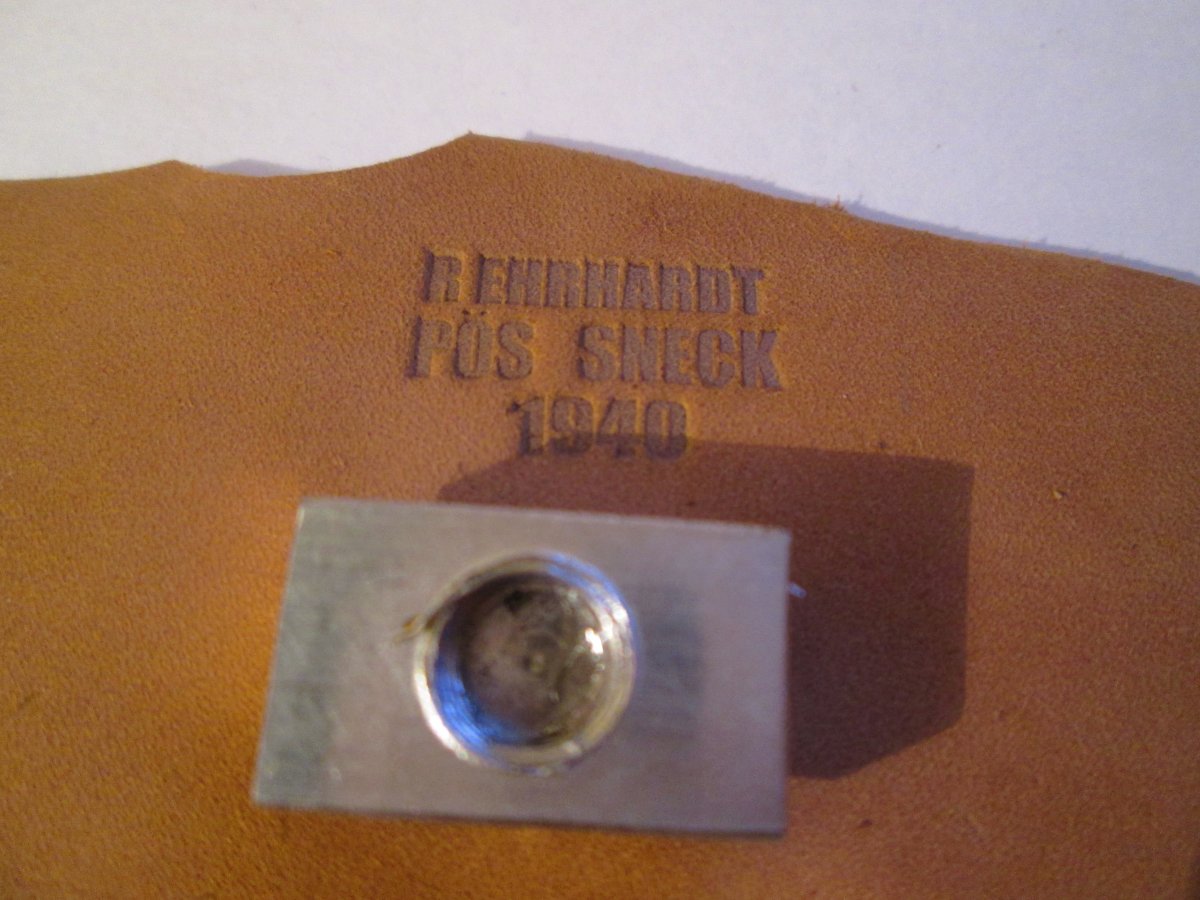 R EHRHARDT
PÖS SNECK
1940